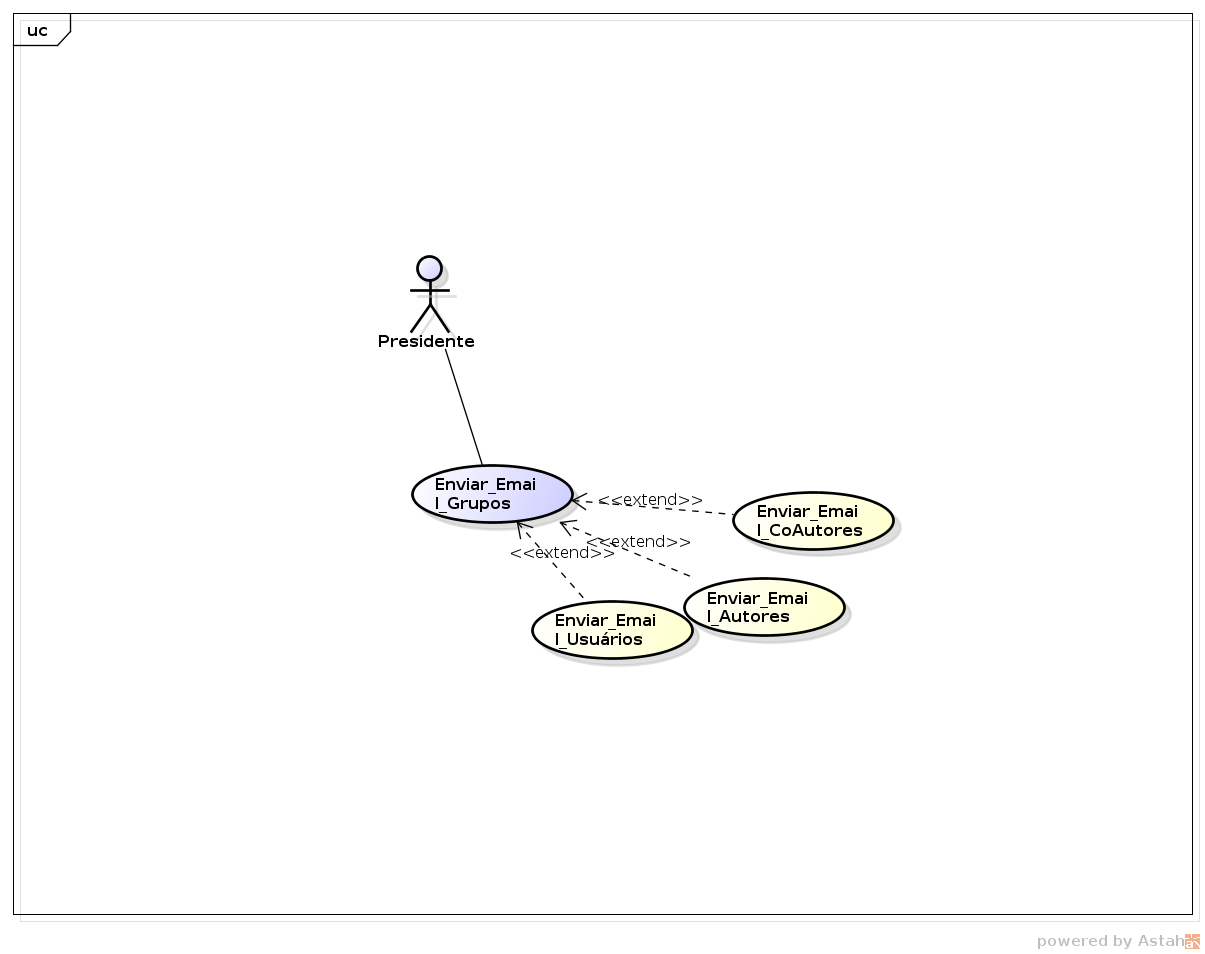 uc
Presidente
Enviar_Emai
l_Grupos
<<extend>>
Enviar_Emai
l_CoAutores
<<extend>>
<<extend>>
Enviar_Emai
l_Autores
Enviar_Emai
l_Usuários
powered by Astah